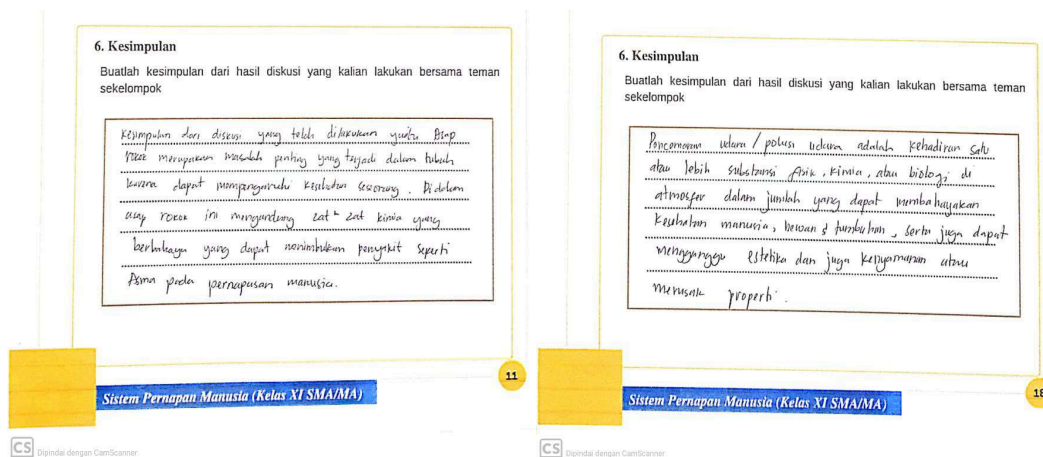 6. Kesimpulan
Buatlah kesimpulan dari hasil diskusi yang kalian lakukan bersama teman
sekelompok
Kesimpulan dari diskusi yang telah dilakukan yaitu Asap
rokok merupakan masalah penting yang terjadi dalam tubuh
karena dapat mempengaruhi kesehatan seseorang. Didalam
asap rokok ini mengandung zat - zat kimia yang
berbahaya yang dapat menimbulkan penyakit seperti
Asma pada pernapasan manusia.
11
Sistem Pernapan Manusia (Kelas XI SMA/MA)
CS Dipindai dengan CamScanner
6. Kesimpulan
Buatlah kesimpulan dari hasil diskusi yang kalian lakukan bersama teman
sekelompok
Pencemaran udara / polusi udara adalah kehadiran satu
atau lebih substansi fisik, kimia, atau biologi di
atmosfer dalam jumlah yang dapat membahayakan
kesehatan manusia, hewan & tumbuhan, serta juga dapat
mengganggu estetika dan juga kenyamanan atau
merusak properti.
18
Sistem Pernapan Manusia (Kelas XI SMA/MA)
CS Dipindai dengan CamScanner